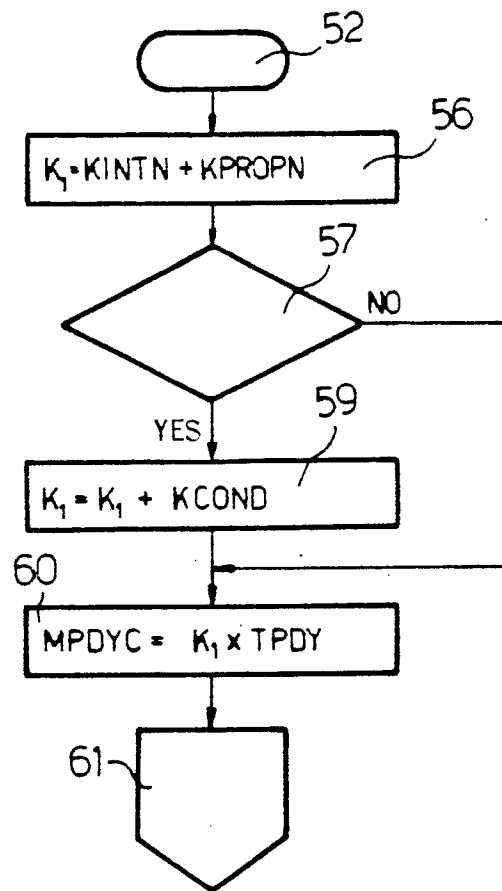 52
56
K₁=KINTN + KPROPN
57
NO
YES
59
K₁ = K₁ + KCOND
60
MPDYC = K₁ x TPDY
61